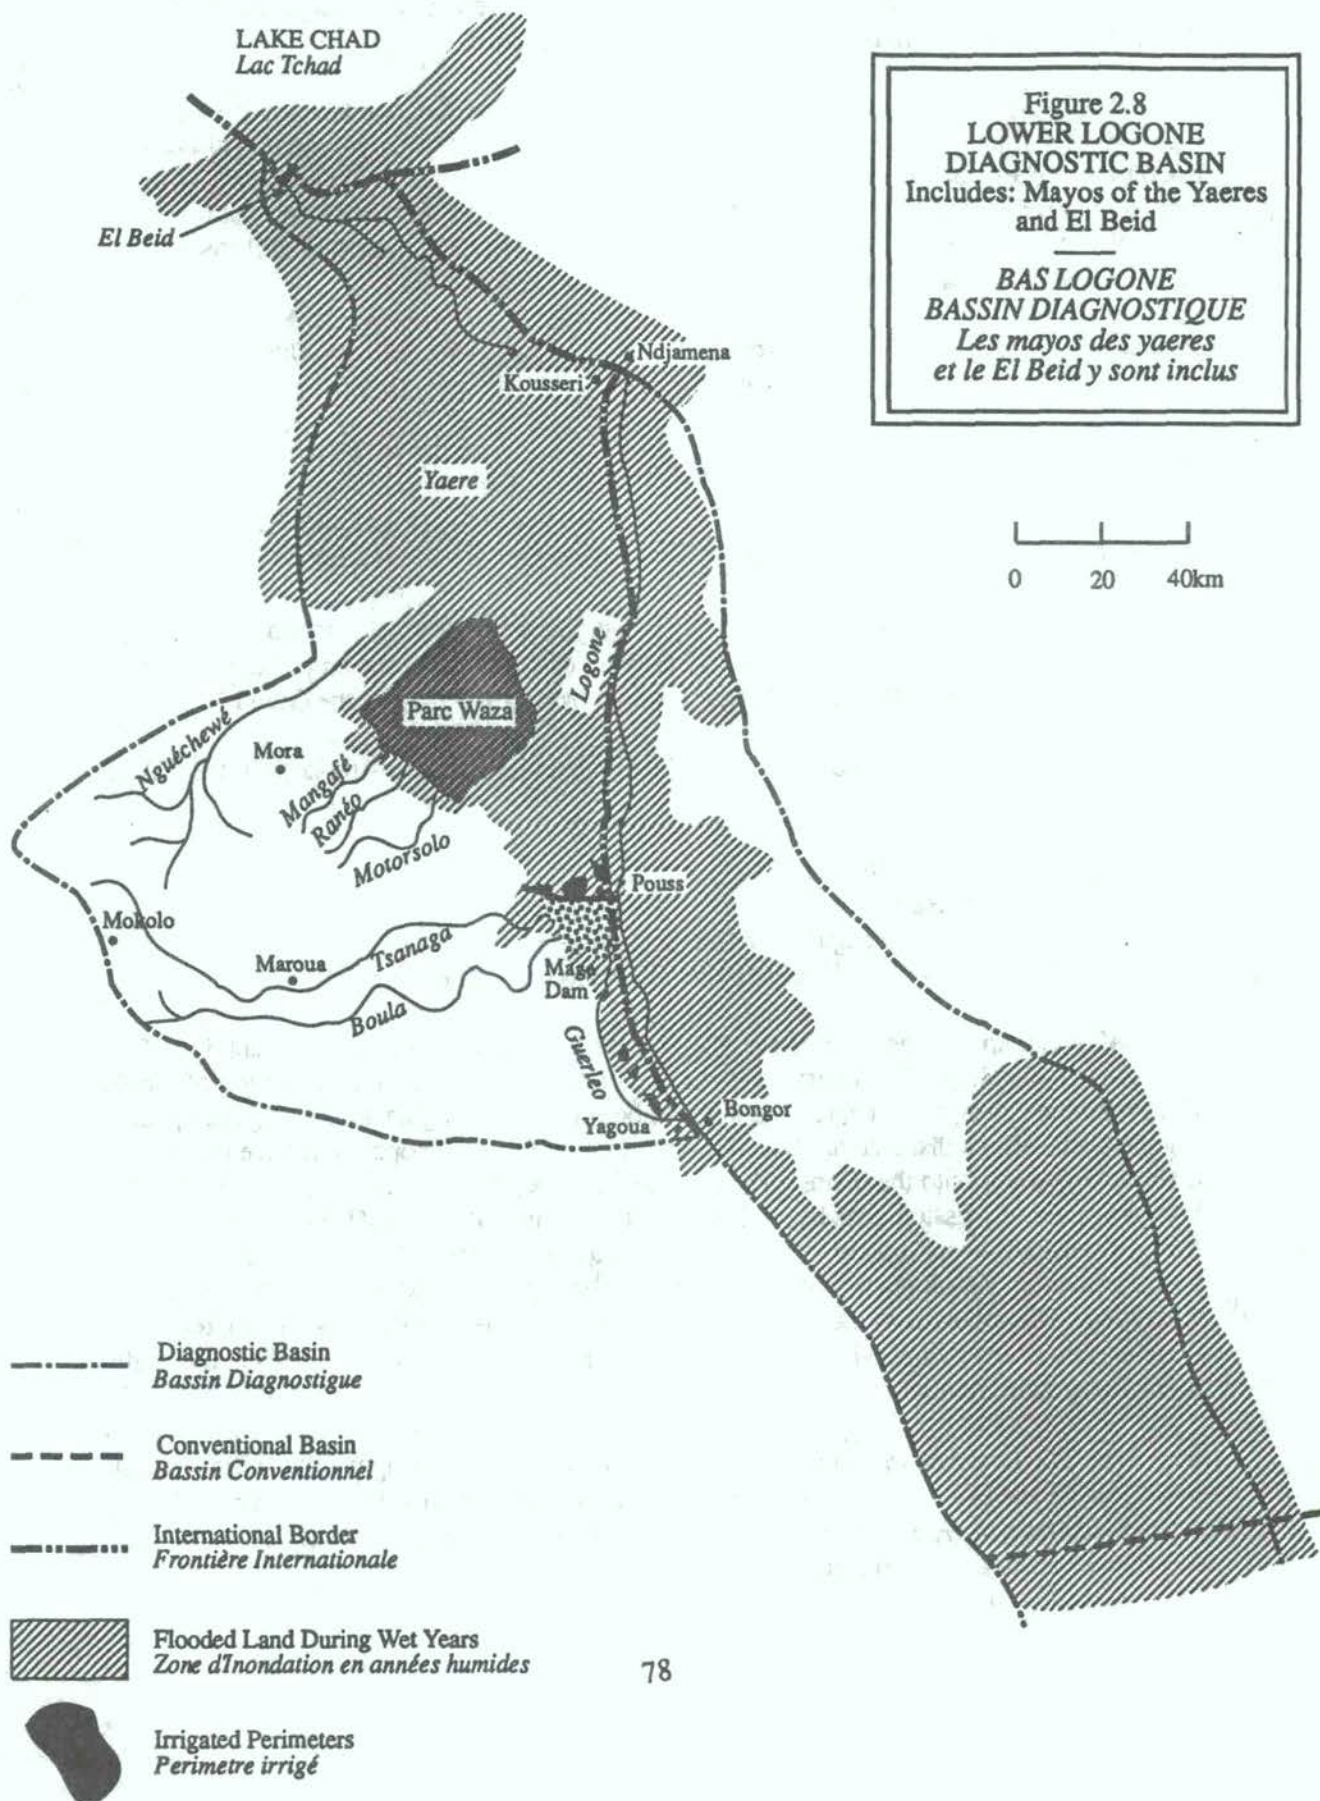 LAKE CHAD
Lac Tchad
Figure 2.8
LOWER LOGONE
DIAGNOSTIC BASIN
Includes: Mayos of the Yaeres
and El Beid
BAS LOGONE
BASSIN DIAGNOSTIQUE
Les mayos des yaeres
et le El Beid y sont inclus
El Beid
Ndjamena
Kousseri
Yaere
0 20 40km
Logone
Parc Waza
Nguéchewé
Mora
Mangafé
Ranéo
Motorsolo
Pouss
Mokolo
Maroua
Tsanaga
Maga
Dam
Boula
Guerleo
Bongor
Yagoua
Diagnostic Basin
Bassin Diagnostigue
Conventional Basin
Bassin Conventionnel
International Border
Frontière Internationale
Flooded Land During Wet Years
Zone d'Inondation en années humides
78
Irrigated Perimeters
Perimetre irrigé